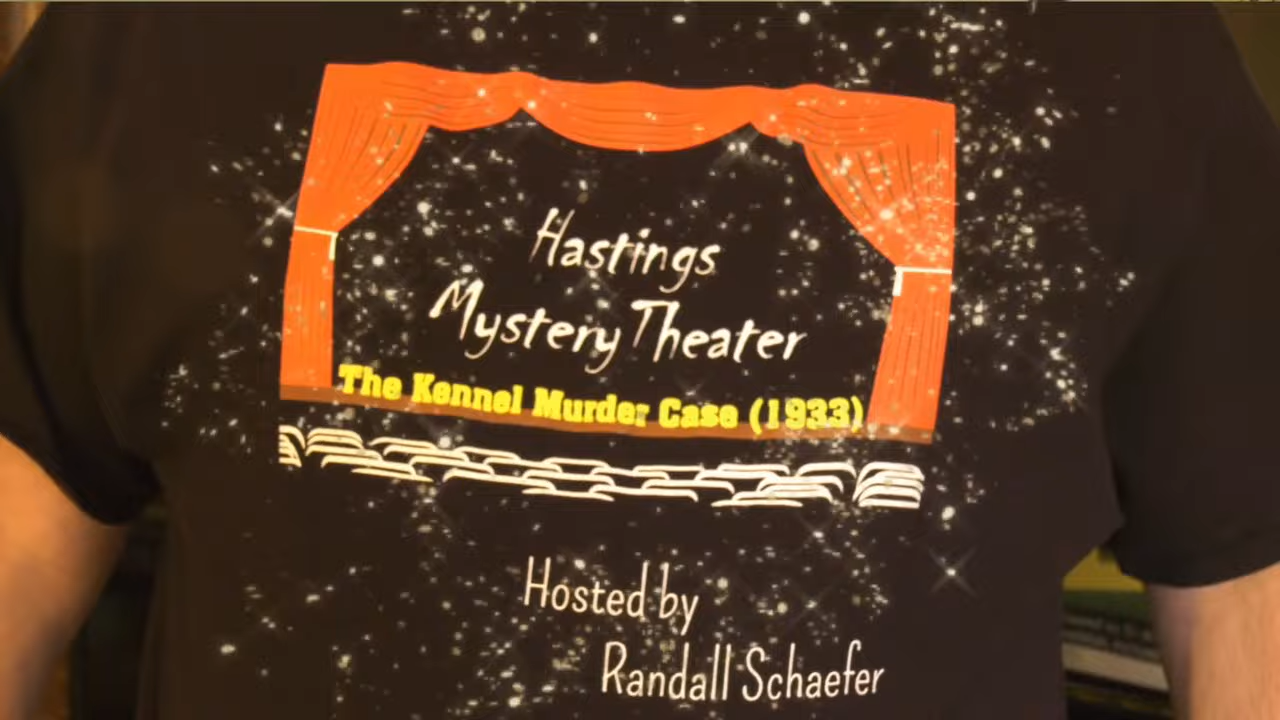 Hastings
Mystery Theater
The Kennel Murder Case (1933)
Hosted by
Randall Schaefer